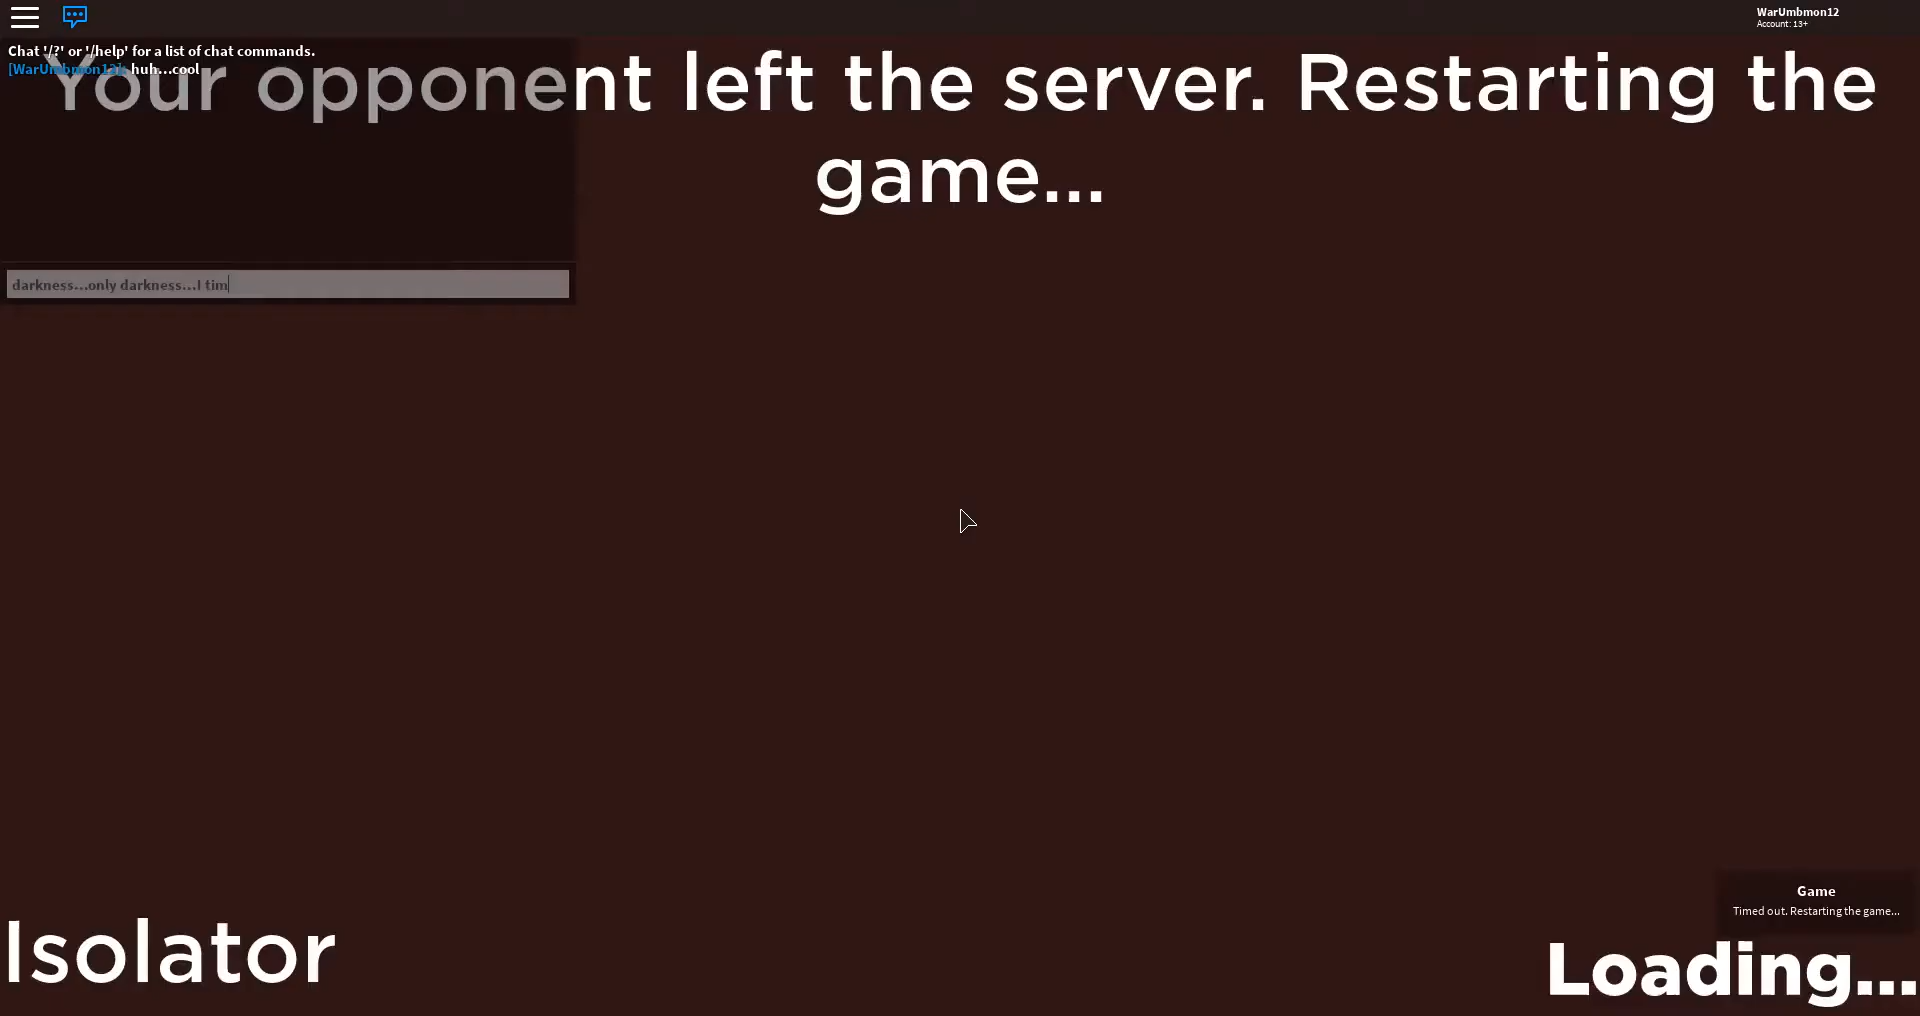 WarUmbmon12
Account: 13+
Chat '/?' or '/help' for a list of chat commands.
[WarUmbmon12]: huh...cool
Your opponent left the server. Restarting the
game...
darkness...only darkness...I tim
Game
Timed out. Restarting the game...
Isolator
Loading...